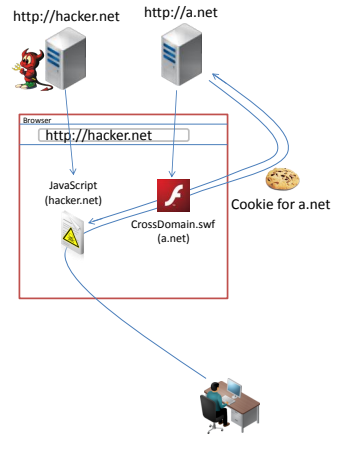 http://hacker.net
http://a.net
Browser
http://hacker.net
JavaScript
(hacker.net)
CrossDomain.swf
(a.net)
Cookie for a.net